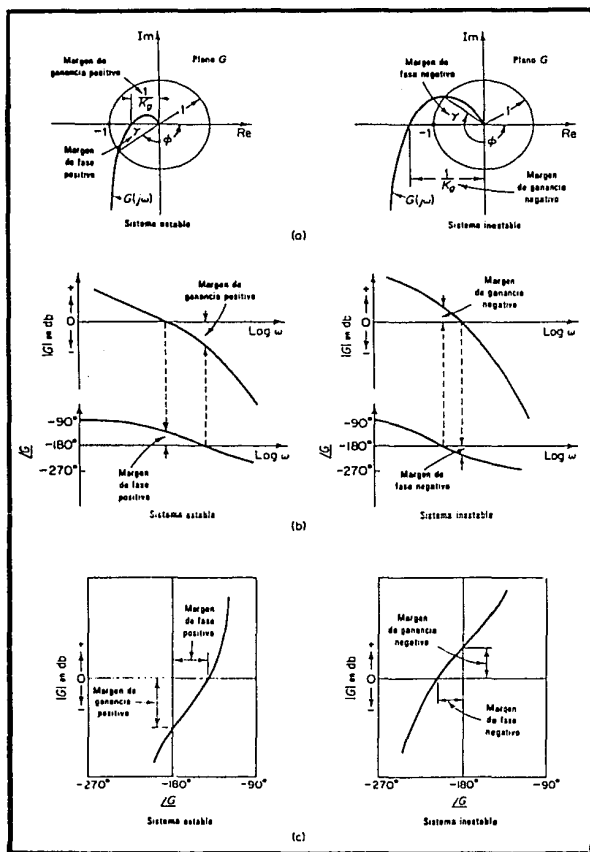 Im
Margen de
ganancia positivo
Plano G
1
Kg
1
-1
γ
ϕ
Re
Margen
de fase
positivo
G(jω)
Sistema estable
Im
Margen de
fase negativo
Plano G
1
-1
γ
ϕ
Re
1
Kg
Margen
de ganancia
negativo
G(jω)
Sistema inestable
(a)
|G| en db
+
0
-
Margen
de ganancia
positivo
Log ω
∠G
-90°
-180°
-270°
Margen
de fase
positivo
Log ω
Sistema estable
|G| en db
+
0
-
Margen
de ganancia
negativo
Log ω
∠G
-90°
-180°
-270°
Margen de
fase negativo
Log ω
Sistema inestable
(b)
|G| en db
+
0
-
Margen
de fase
positivo
Margen de
ganancia
positivo
-270°
-180°
-90°
∠G
Sistema estable
|G| en db
+
0
-
Margen
de ganancia
negativo
Margen
de fase
negativo
-270°
-180°
-90°
∠G
Sistema inestable
(c)